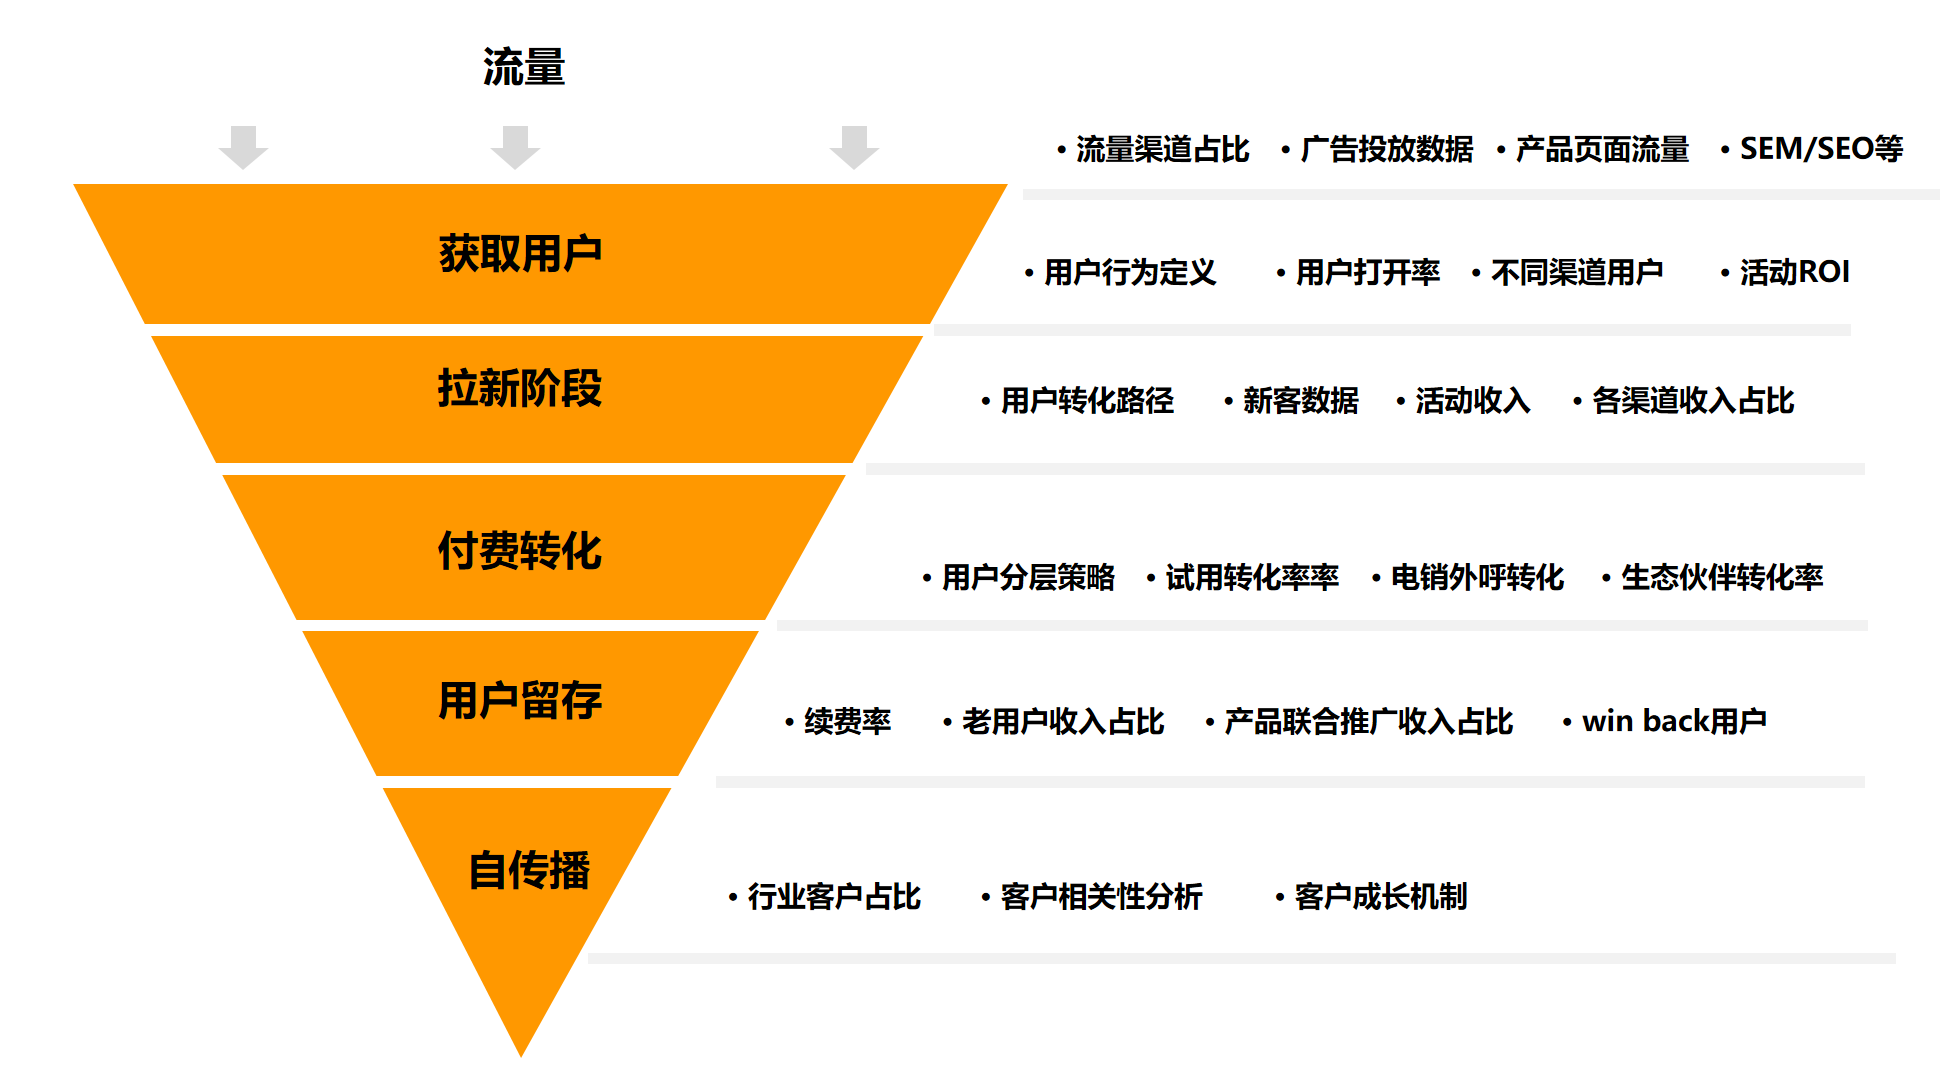 流量
• 流量渠道占比 • 广告投放数据 • 产品页面流量 • SEM/SEO等
获取用户
• 用户行为定义 • 用户打开率 • 不同渠道用户 • 活动ROI
拉新阶段
• 用户转化路径 • 新客数据 • 活动收入 • 各渠道收入占比
付费转化
• 用户分层策略 • 试用转化率率 • 电销外呼转化 • 生态伙伴转化率
用户留存
• 续费率 • 老用户收入占比 • 产品联合推广收入占比 • win back用户
自传播
• 行业客户占比 • 客户相关性分析 • 客户成长机制